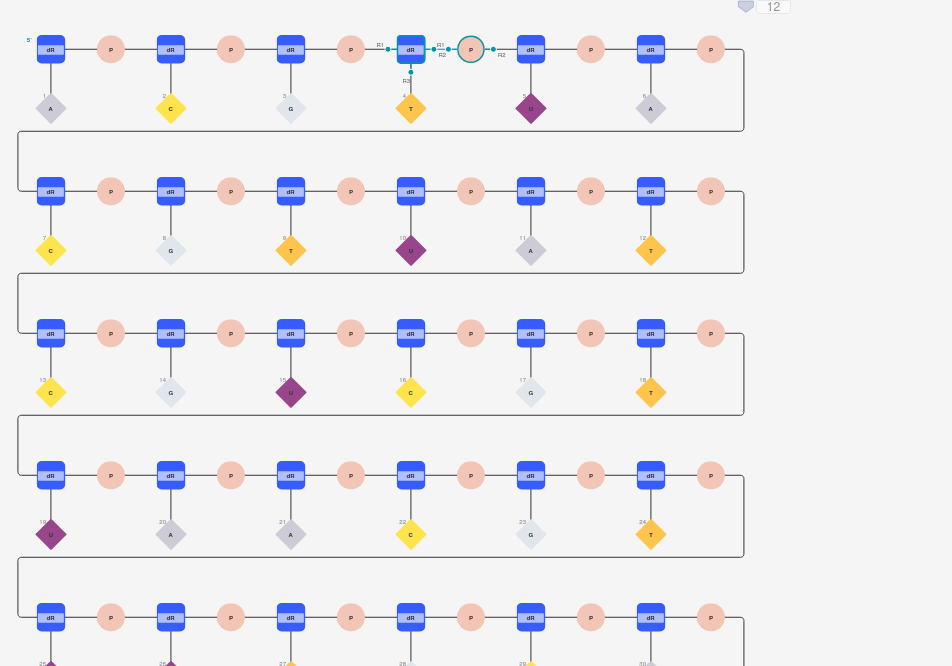 12
5'
dR P dR P dR P R1 dR R1 R2 P R2 dR P dR P
R3
1 2 3 4 5 6
A C G T U A
dR P dR P dR P dR P dR P dR P
7 8 9 10 11 12
C G T U A T
dR P dR P dR P dR P dR P dR P
13 14 15 16 17 18
C G U C G T
dR P dR P dR P dR P dR P dR P
19 20 21 22 23 24
U A A C G T
dR P dR P dR P dR P dR P dR P
25 26 27 28 29 30